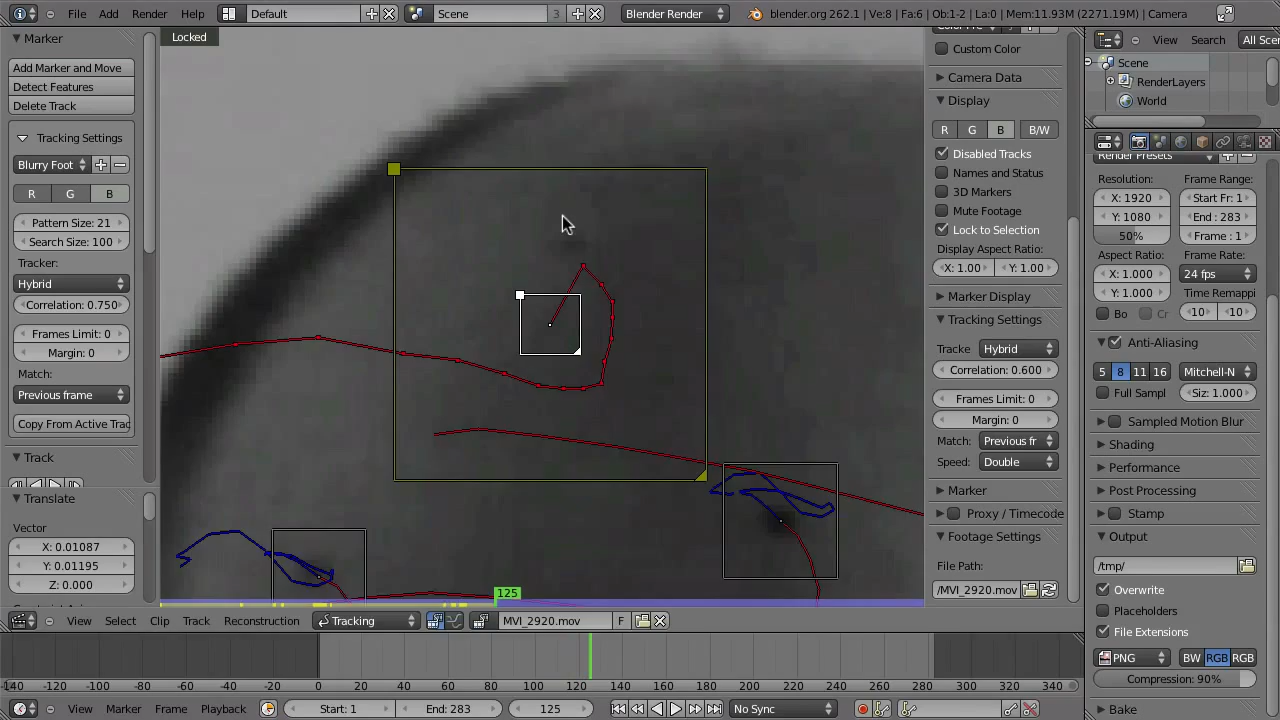 File Add Render Help Default Scene 3 Blender Render blender.org 262.1 | Ve:8 | Fa:6 | Ob:1-2 | La:0 | Mem:11.93M (2271.19M) | Camera
Marker
Add Marker and Move
Detect Features
Delete Track
Tracking Settings
Blurry Foot
R G B
Pattern Size: 21
Search Size: 100
Tracker:
Hybrid
Correlation: 0.750
Frames Limit: 0
Margin: 0
Match:
Previous frame
Copy From Active Trac
Track
Translate
Vector
X: 0.01087
Y: 0.01195
Z: 0.000
Locked
125
Custom Color
Camera Data
Display
R G B B/W
Disabled Tracks
Names and Status
3D Markers
Mute Footage
Lock to Selection
Display Aspect Ratio:
X: 1.00 Y: 1.00
Marker Display
Tracking Settings
Tracke Hybrid
Correlation: 0.600
Frames Limit: 0
Margin: 0
Match: Previous fr
Speed: Double
Marker
Proxy / Timecode
Footage Settings
File Path:
/MVI_2920.mov
View Search All Scen
Scene
RenderLayers
World
Render Presets
Resolution: Frame Range:
X: 1920 Start Fr: 1
Y: 1080 End : 283
50% Frame : 1
Aspect Ratio: Frame Rate:
X: 1.000 24 fps
Y: 1.000 Time Remappi
Bo Cr 10 10
Anti-Aliasing
5 8 11 16 Mitchell-N
Full Sampl Siz: 1.000
Sampled Motion Blur
Shading
Performance
Post Processing
Stamp
Output
/tmp/
Overwrite
Placeholders
File Extensions
PNG BW RGB RGB
Compression: 90%
Bake
View Select Clip Track Reconstruction Tracking MVI_2920.mov F
-140 -120 -100 -80 -60 -40 -20 0 20 40 60 80 100 120 140 160 180 200 220 240 260 280 300 320 340
View Marker Frame Playback Start: 1 End: 283 125 No Sync